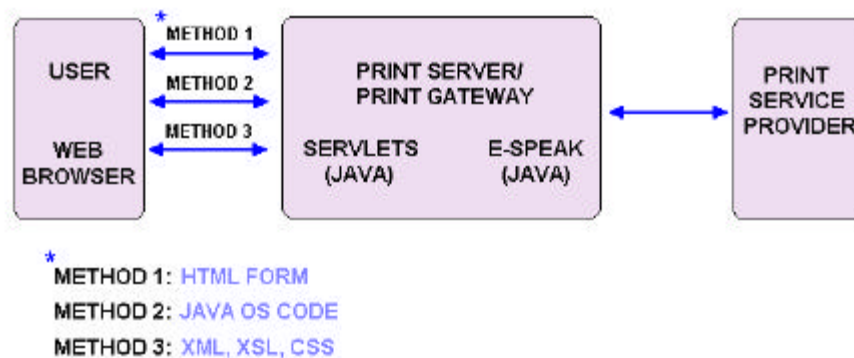 *
METHOD 1
METHOD 2
METHOD 3
USER
WEB
BROWSER
PRINT SERVER/
PRINT GATEWAY
SERVLETS
(JAVA)
E-SPEAK
(JAVA)
PRINT
SERVICE
PROVIDER
*
METHOD 1: HTML FORM
METHOD 2: JAVA OS CODE
METHOD 3: XML, XSL, CSS